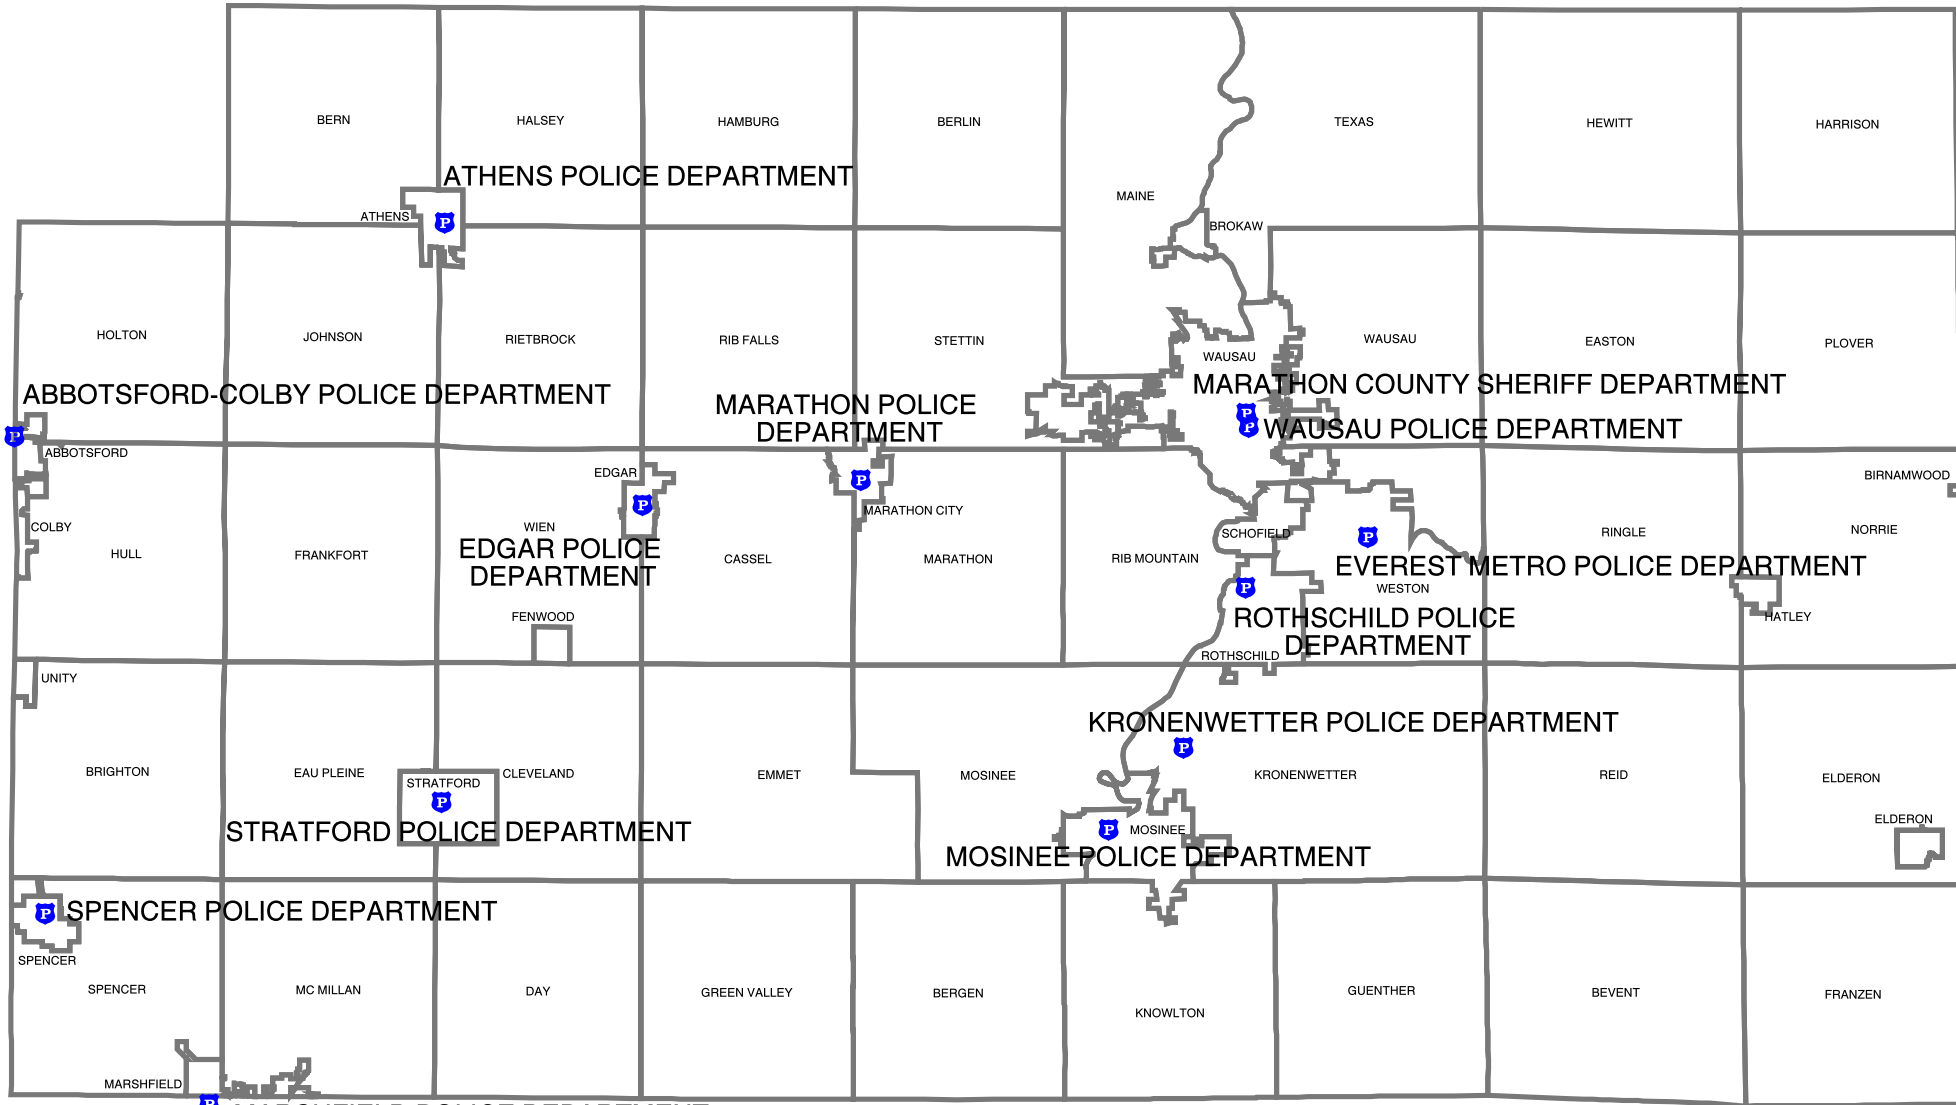 BERN
HALSEY
HAMBURG
BERLIN
TEXAS
HEWITT
HARRISON
ATHENS POLICE DEPARTMENT
MAINE
ATHENS
P
BROKAW
HOLTON
JOHNSON
RIETBROCK
RIB FALLS
STETTIN
WAUSAU
WAUSAU
EASTON
PLOVER
MARATHON COUNTY SHERIFF DEPARTMENT
ABBOTSFORD-COLBY POLICE DEPARTMENT
MARATHON POLICE
DEPARTMENT
P
P
WAUSAU POLICE DEPARTMENT
P
ABBOTSFORD
EDGAR
P
BIRNAMWOOD
P
MARATHON CITY
COLBY
WIEN
SCHOFIELD
P
RINGLE
NORRIE
HULL
FRANKFORT
EDGAR POLICE
DEPARTMENT
CASSEL
MARATHON
RIB MOUNTAIN
EVEREST METRO POLICE DEPARTMENT
P
WESTON
FENWOOD
ROTHSCHILD POLICE
DEPARTMENT
HATLEY
ROTHSCHILD
UNITY
KRONENWETTER POLICE DEPARTMENT
P
BRIGHTON
EAU PLEINE
CLEVELAND
EMMET
MOSINEE
KRONENWETTER
REID
ELDERON
STRATFORD
P
ELDERON
STRATFORD POLICE DEPARTMENT
P
MOSINEE
MOSINEE POLICE DEPARTMENT
P
SPENCER POLICE DEPARTMENT
SPENCER
SPENCER
MC MILLAN
DAY
GREEN VALLEY
BERGEN
KNOWLTON
GUENTHER
BEVENT
FRANZEN
MARSHFIELD
P
MARSHFIELD POLICE DEPARTMENT